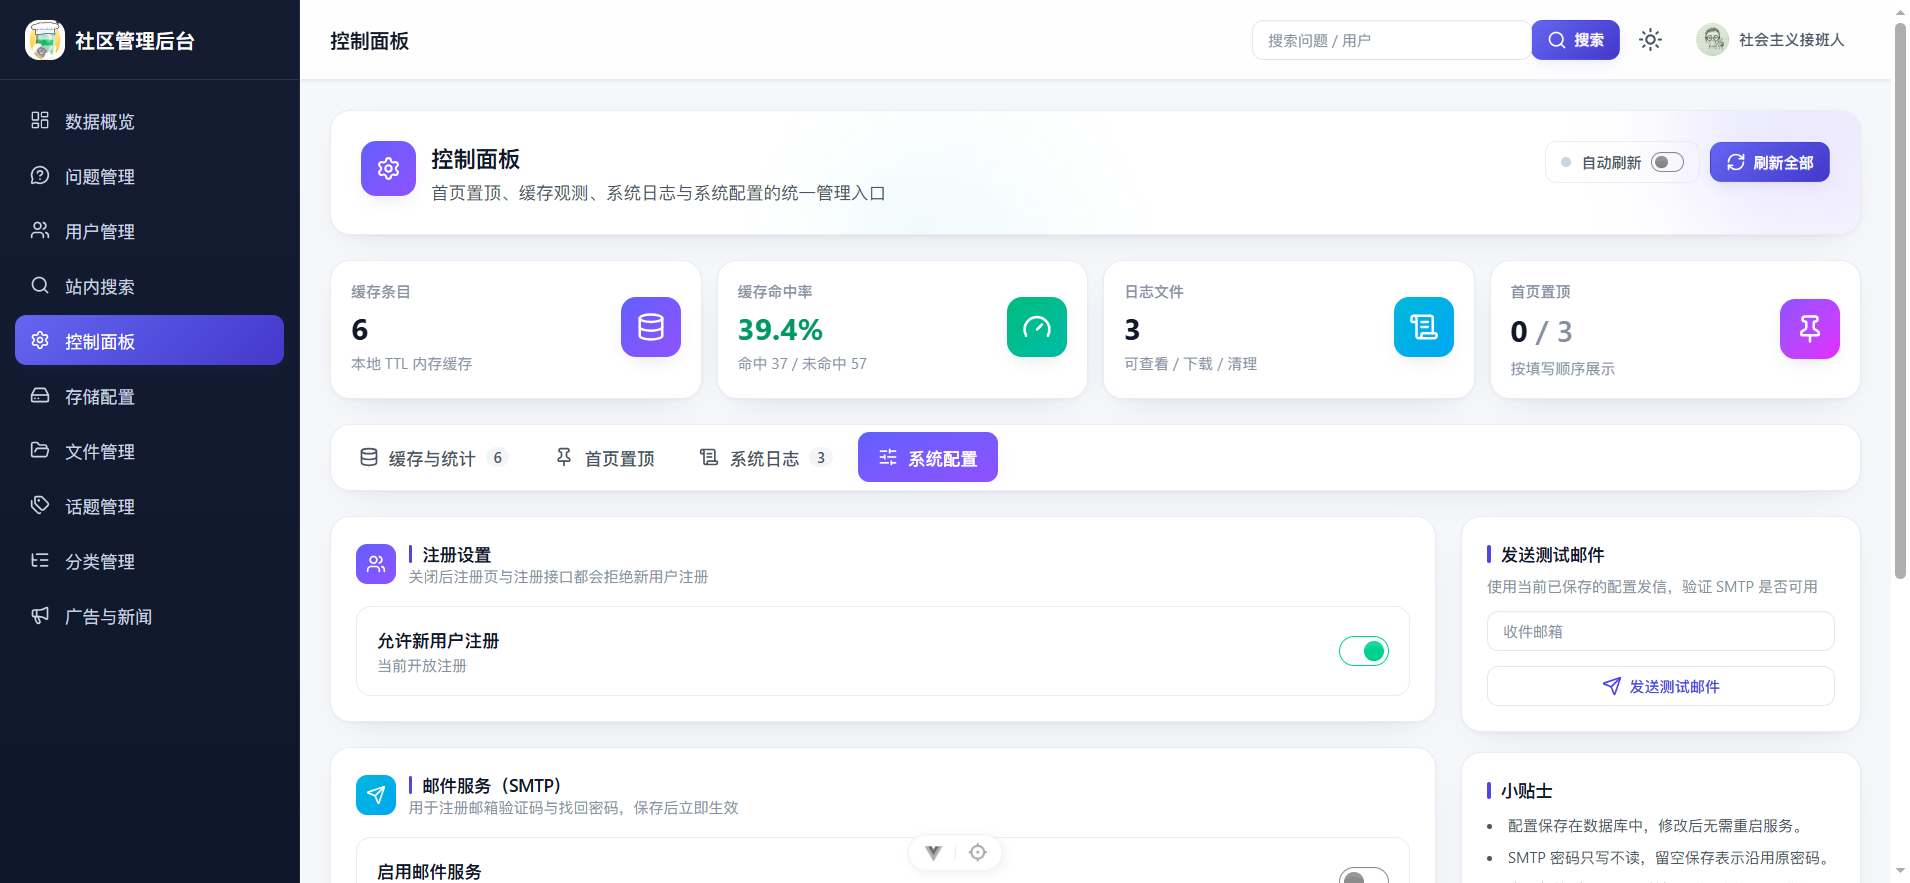 社区管理后台
数据概览
问题管理
用户管理
站内搜索
控制面板
存储配置
文件管理
话题管理
分类管理
广告与新闻
控制面板
搜索问题 / 用户
搜索
社会主义接班人
控制面板
首页置顶、缓存观测、系统日志与系统配置的统一管理入口
自动刷新
刷新全部
缓存条目
6
本地 TTL 内存缓存
缓存命中率
39.4%
命中 37 / 未命中 57
日志文件
3
可查看 / 下载 / 清理
首页置顶
0 / 3
按填写顺序展示
缓存与统计 6
首页置顶
系统日志 3
系统配置
注册设置
关闭后注册页与注册接口都会拒绝新用户注册
允许新用户注册
当前开放注册
邮件服务（SMTP）
用于注册邮箱验证码与找回密码，保存后立即生效
启用邮件服务
发送测试邮件
使用当前已保存的配置发信，验证 SMTP 是否可用
收件邮箱
发送测试邮件
小贴士
配置保存在数据库中，修改后无需重启服务。
SMTP 密码只写不读，留空保存表示沿用原密码。